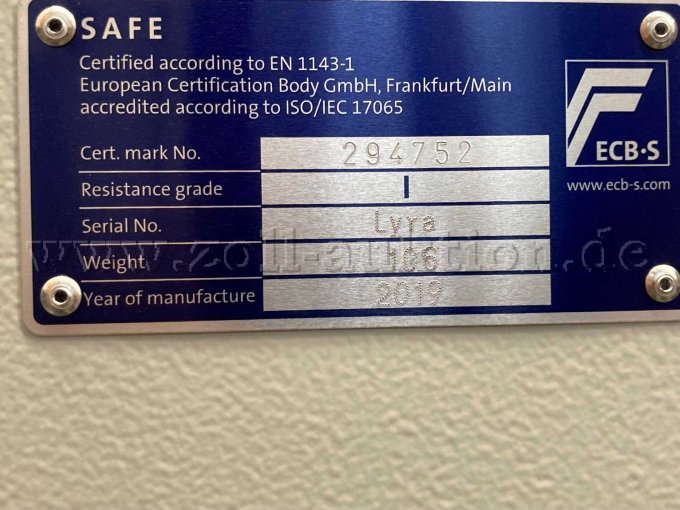 SAFE
Certified according to EN 1143-1
European Certification Body GmbH, Frankfurt/Main
accredited according to ISO/IEC 17065
ECB•S
www.ecb-s.com
Cert. mark No. 294752
Resistance grade I
Serial No. Lyra
Weight 166
Year of manufacture 2019
www.zoll-auktion.de